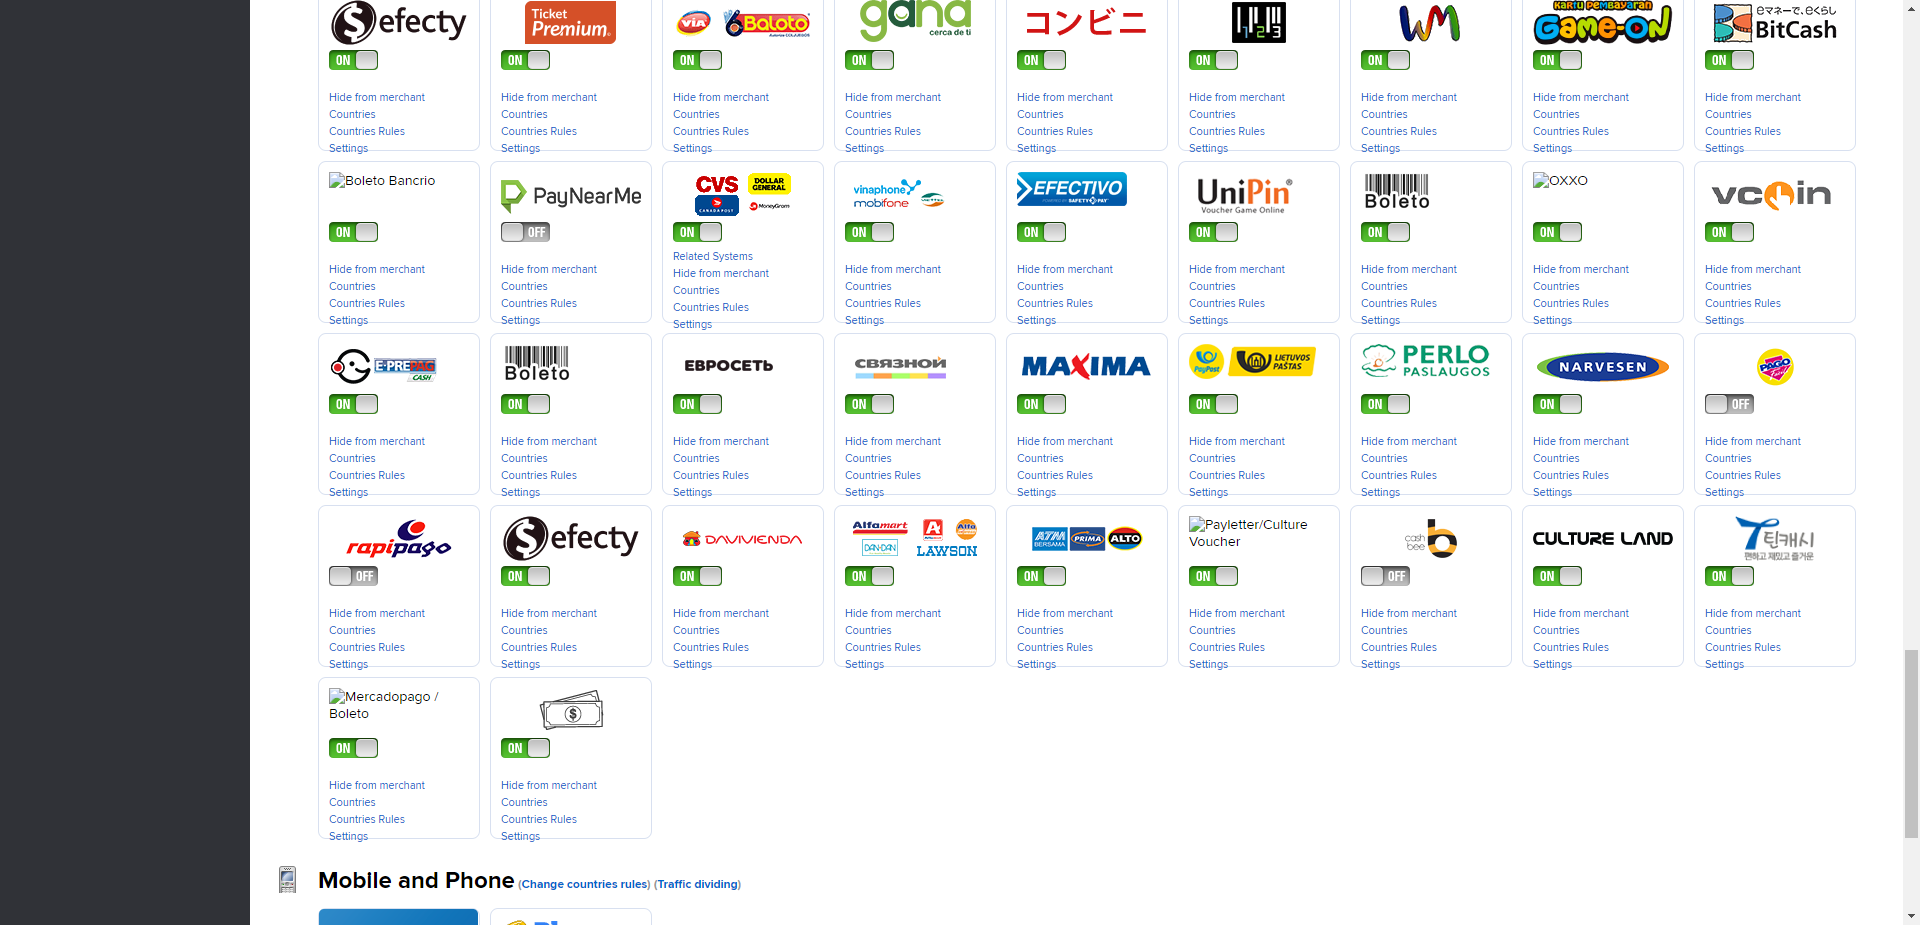 Sefecty
Ticket Premium.
VIA Baloto
gana cerca de ti
コンビニ
KARTU PEMBAYARAN GAME-ON
eマネーで、eくらし BitCash
ON ON ON ON ON ON ON ON ON
Hide from merchant Hide from merchant Hide from merchant Hide from merchant Hide from merchant Hide from merchant Hide from merchant Hide from merchant Hide from merchant
Countries Countries Countries Countries Countries Countries Countries Countries Countries
Countries Rules Countries Rules Countries Rules Countries Rules Countries Rules Countries Rules Countries Rules Countries Rules Countries Rules
Settings Settings Settings Settings Settings Settings Settings Settings Settings
Boleto Bancrio
PayNearMe
CVS DOLLAR GENERAL
CANADA POST MoneyGram
vinaphone
mobifone
EFECTIVO
POWERED BY SAFETYPAY
UniPin
Voucher Game Online
Boleto
OXXO
vcoin
ON OFF ON ON ON ON ON ON ON
Related Systems
Hide from merchant Hide from merchant Hide from merchant Hide from merchant Hide from merchant Hide from merchant Hide from merchant Hide from merchant Hide from merchant
Countries Countries Countries Countries Countries Countries Countries Countries Countries
Countries Rules Countries Rules Countries Rules Countries Rules Countries Rules Countries Rules Countries Rules Countries Rules Countries Rules
Settings Settings Settings Settings Settings Settings Settings Settings Settings
E-PREPAG CASH
Boleto
ЕВРОСЕТЬ
СВЯЗНОЙ
MAXIMA
PayPost LIETUVOS PAŠTAS
PERLO PASLAUGOS
NARVESEN
PAGO Fácil
ON ON ON ON ON ON ON ON OFF
Hide from merchant Hide from merchant Hide from merchant Hide from merchant Hide from merchant Hide from merchant Hide from merchant Hide from merchant Hide from merchant
Countries Countries Countries Countries Countries Countries Countries Countries Countries
Countries Rules Countries Rules Countries Rules Countries Rules Countries Rules Countries Rules Countries Rules Countries Rules Countries Rules
Settings Settings Settings Settings Settings Settings Settings Settings Settings
rapipago
Sefecty
DAVIVIENDA
Alfamart Alfa
DAN+DAN LAWSON
ATM BERSAMA PRIMA ALTO
Payletter/Culture
Voucher
cash bee
CULTURE LAND
틴캐시
편하고 재밌고 즐거운
OFF ON ON ON ON ON OFF ON ON
Hide from merchant Hide from merchant Hide from merchant Hide from merchant Hide from merchant Hide from merchant Hide from merchant Hide from merchant Hide from merchant
Countries Countries Countries Countries Countries Countries Countries Countries Countries
Countries Rules Countries Rules Countries Rules Countries Rules Countries Rules Countries Rules Countries Rules Countries Rules Countries Rules
Settings Settings Settings Settings Settings Settings Settings Settings Settings
Mercadopago /
Boleto
ON ON
Hide from merchant Hide from merchant
Countries Countries
Countries Rules Countries Rules
Settings Settings
Mobile and Phone (Change countries rules) (Traffic dividing)